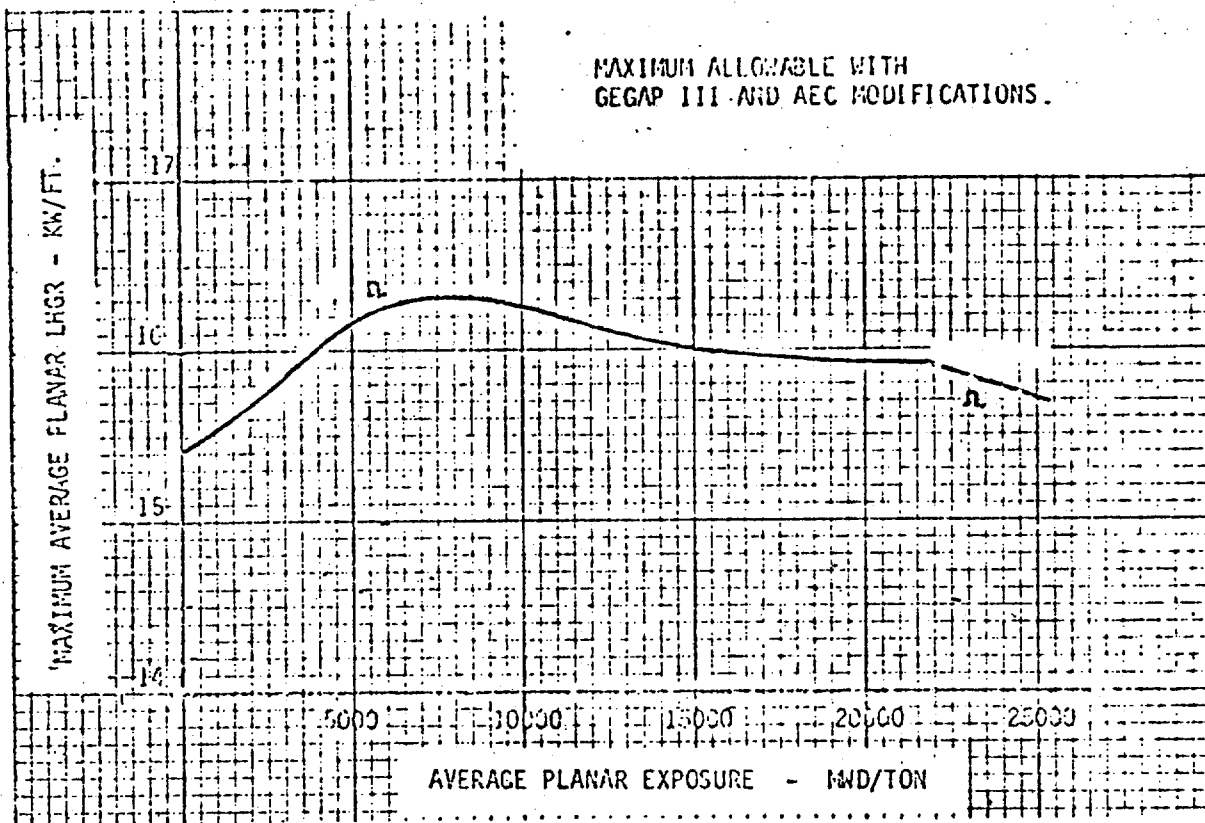 MAXIMUM ALLOWABLE WITH
GEGAP III AND AEC MODIFICATIONS.
MAXIMUM AVERAGE PLANAR LHGR - KW/FT.
17
16
15
14
5000 10000 15000 20000 25000
AVERAGE PLANAR EXPOSURE - MWD/TON